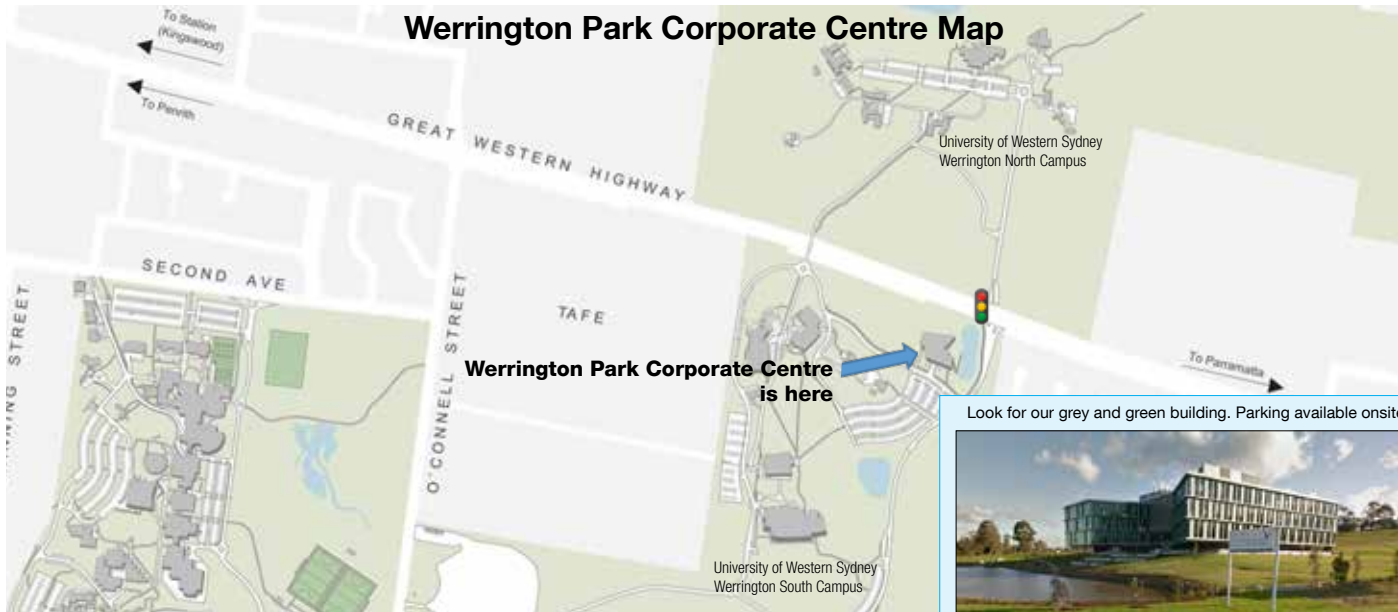 Werrington Park Corporate Centre Map
To Station
(Kingswood)
To Penrith
GREAT WESTERN HIGHWAY
University of Western Sydney
Werrington North Campus
SECOND AVE
STREET
O'CONNELL STREET
TAFE
Werrington Park Corporate Centre
is here
To Parramatta
Look for our grey and green building. Parking available onsite
University of Western Sydney
Werrington South Campus